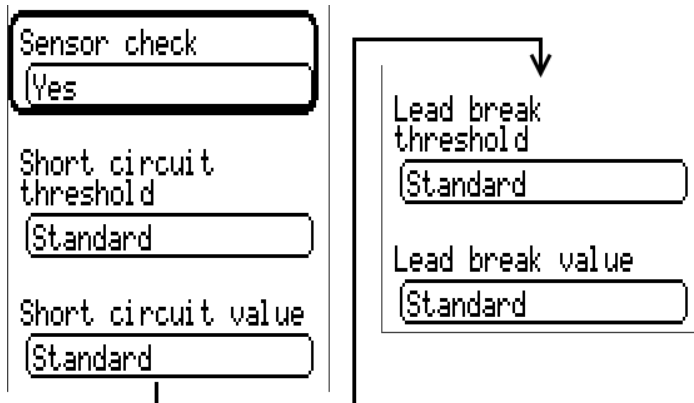 Sensor check
Yes
Short circuit
threshold
Standard
Short circuit value
Standard
Lead break
threshold
Standard
Lead break value
Standard